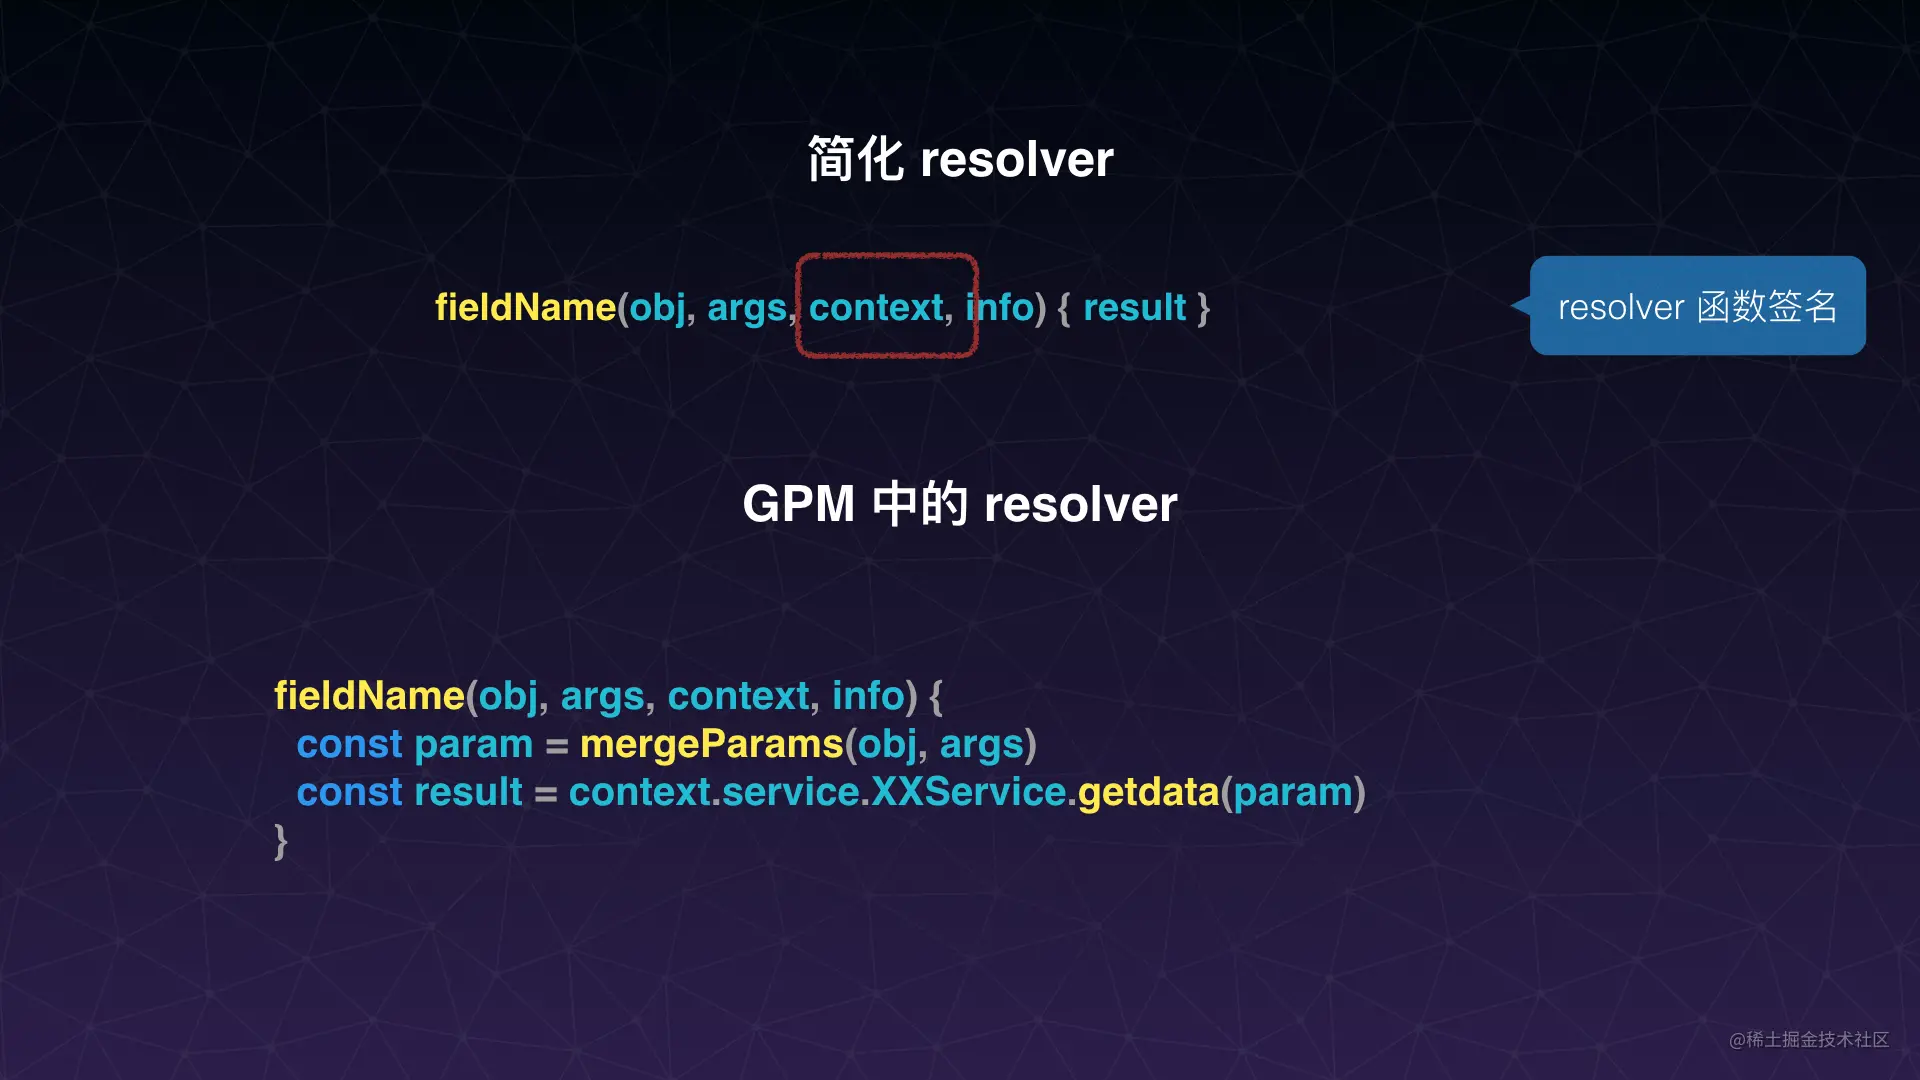 简化 resolver
fieldName(obj, args, context, info) { result }
resolver 函数签名
GPM 中的 resolver
fieldName(obj, args, context, info) {
const param = mergeParams(obj, args)
const result = context.service.XXService.getdata(param)
}
@稀土掘金技术社区